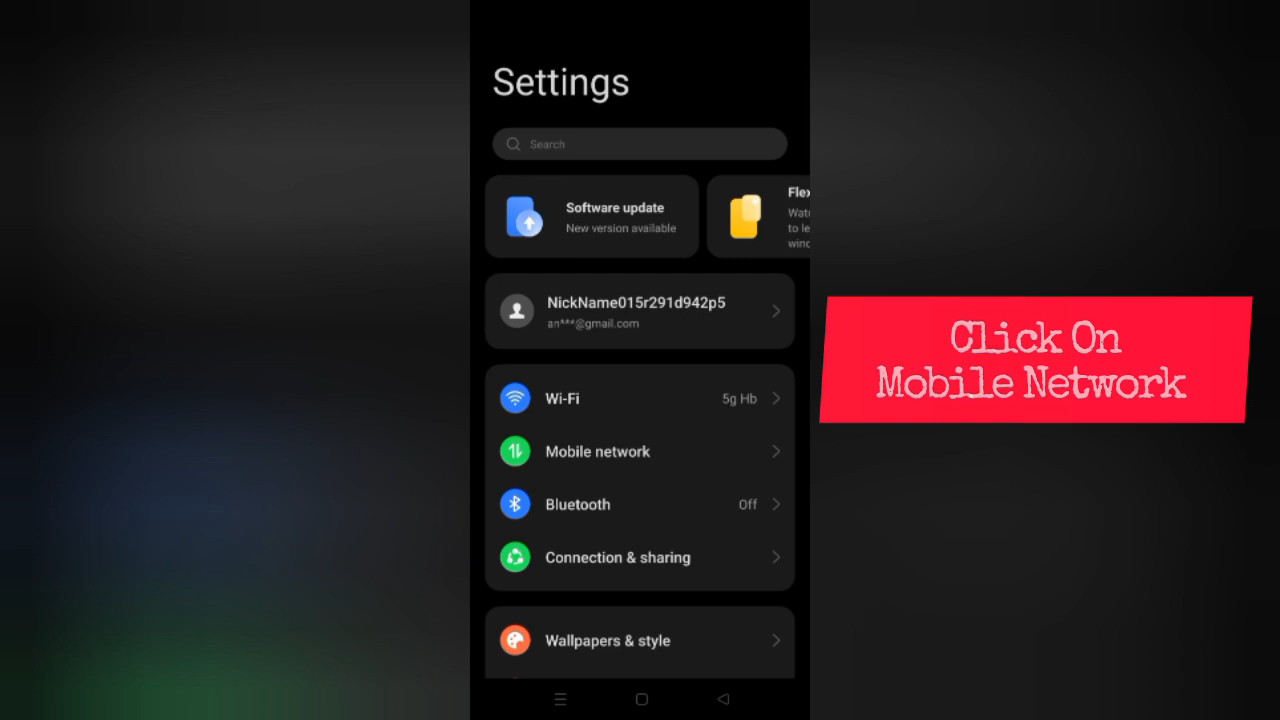 Settings
Search
Software update
New version available
Flex
Wat
to le
wind
NickName015r291d942p5
an***@gmail.com
Wi-Fi 5g Hb
Mobile network
Bluetooth Off
Connection & sharing
Wallpapers & style
Click On
Mobile Network